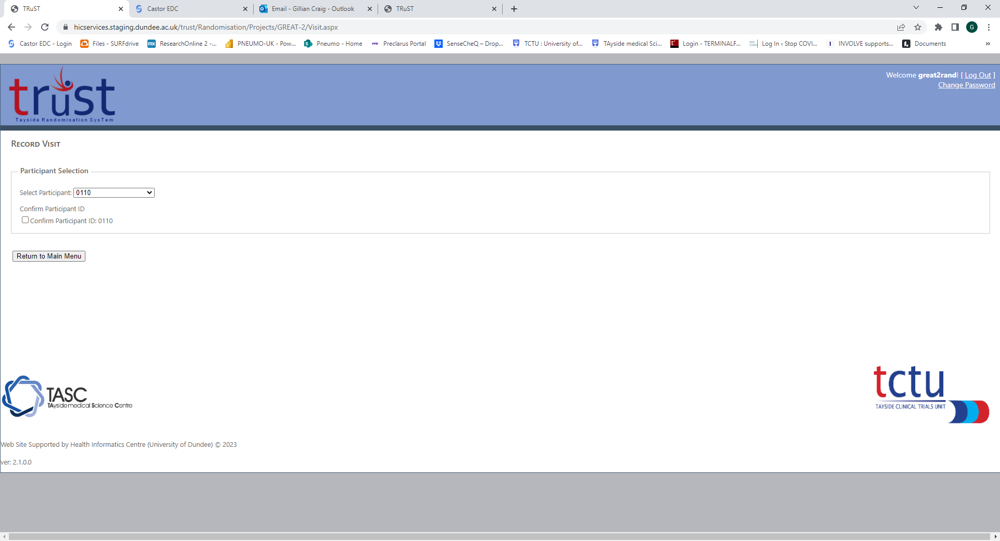 TRuST
Castor EDC
Email - Gillian Craig - Outlook
TRuST
hicservices.staging.dundee.ac.uk/trust/Randomisation/Projects/GREAT-2/Visit.aspx
G
Castor EDC - Login
Files - SURFdrive
mx
ResearchOnline 2 -...
PNEUMO-UK - Pow...
Pneumo - Home
Preclarus Portal
SenseCheQ – Drop...
TCTU : University of...
TAyside medical Sci...
Login - TERMINALF...
Log In ‹ Stop COVI...
INVOLVE supports...
Documents
»
trust
Tayside Randomisation SysTem
Welcome great2rand! [ Log Out ]
Change Password
Record Visit
Participant Selection
Select Participant: 0110
Confirm Participant ID
Confirm Participant ID: 0110
Return to Main Menu
TASC
TAyside medical Science Centre
tctu
TAYSIDE CLINICAL TRIALS UNIT
Web Site Supported by Health Informatics Centre (University of Dundee) © 2023
ver: 2.1.0.0